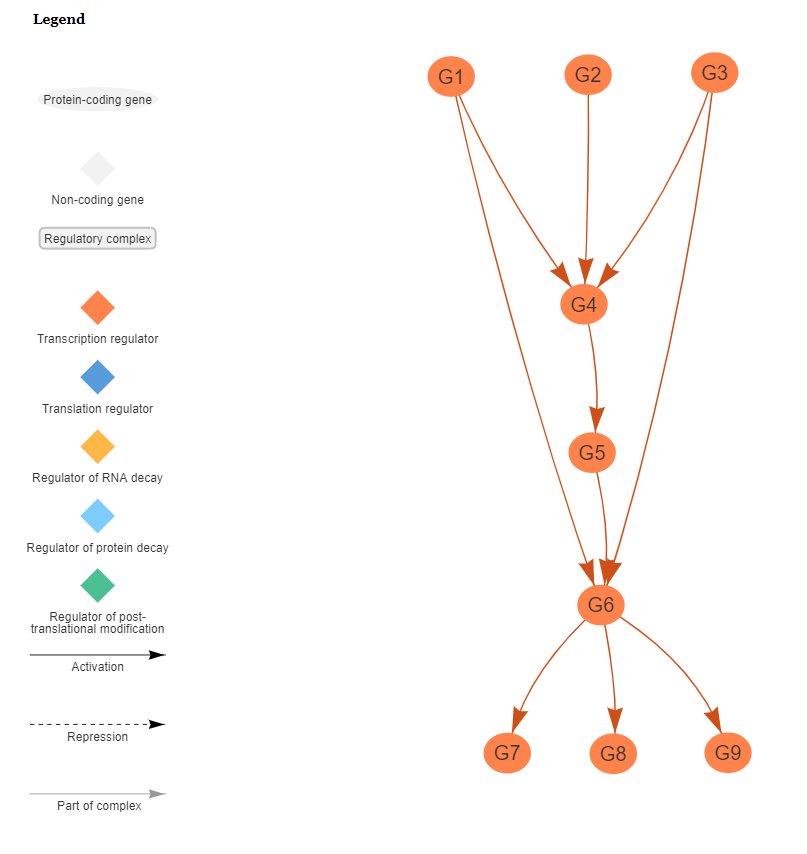 Legend
Protein-coding gene
Non-coding gene
Regulatory complex
Transcription regulator
Translation regulator
Regulator of RNA decay
Regulator of protein decay
Regulator of post-
translational modification
Activation
Repression
Part of complex
G1
G2
G3
G4
G5
G6
G7
G8
G9